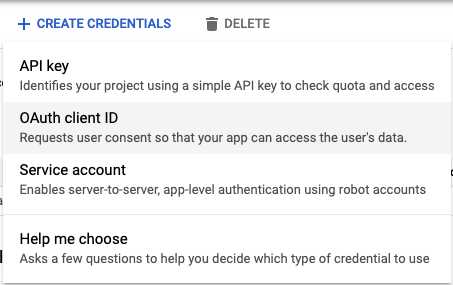 + CREATE CREDENTIALS DELETE
API key
Identifies your project using a simple API key to check quota and access
OAuth client ID
Requests user consent so that your app can access the user's data.
Service account
Enables server-to-server, app-level authentication using robot accounts
Help me choose
Asks a few questions to help you decide which type of credential to use